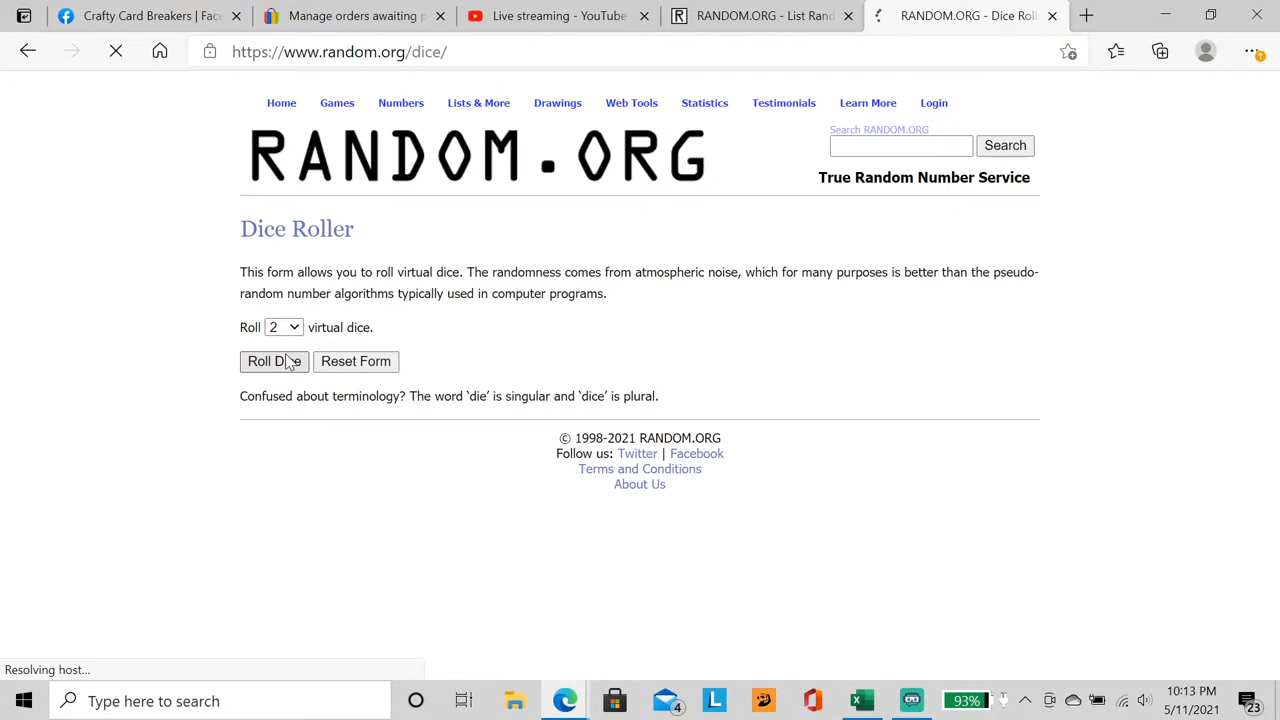 Crafty Card Breakers | Face
Maunders awaiting p
Live streaming - YouTube
RANDOM.ORG - List Rand
RANDOM.ORG - Dice Roll
https://www.random.org/dice/
Home Games Numbers Lists & More Drawings Web Tools Statistics Testimonials Learn More Login
RANDOM.ORG
Search RANDOM.ORG
Search
True Random Number Service
Dice Roller
This form allows you to roll virtual dice. The randomness comes from atmospheric noise, which for many purposes is better than the pseudo-
random number algorithms typically used in computer programs.
Roll 2 virtual dice.
Roll Dice Reset Form
Confused about terminology? The word ‘die’ is singular and ‘dice’ is plural.
© 1998-2021 RANDOM.ORG
Follow us: Twitter | Facebook
Terms and Conditions
About Us
Resolving host...
Type here to search
4
93%
10:13 PM
5/11/2021
23